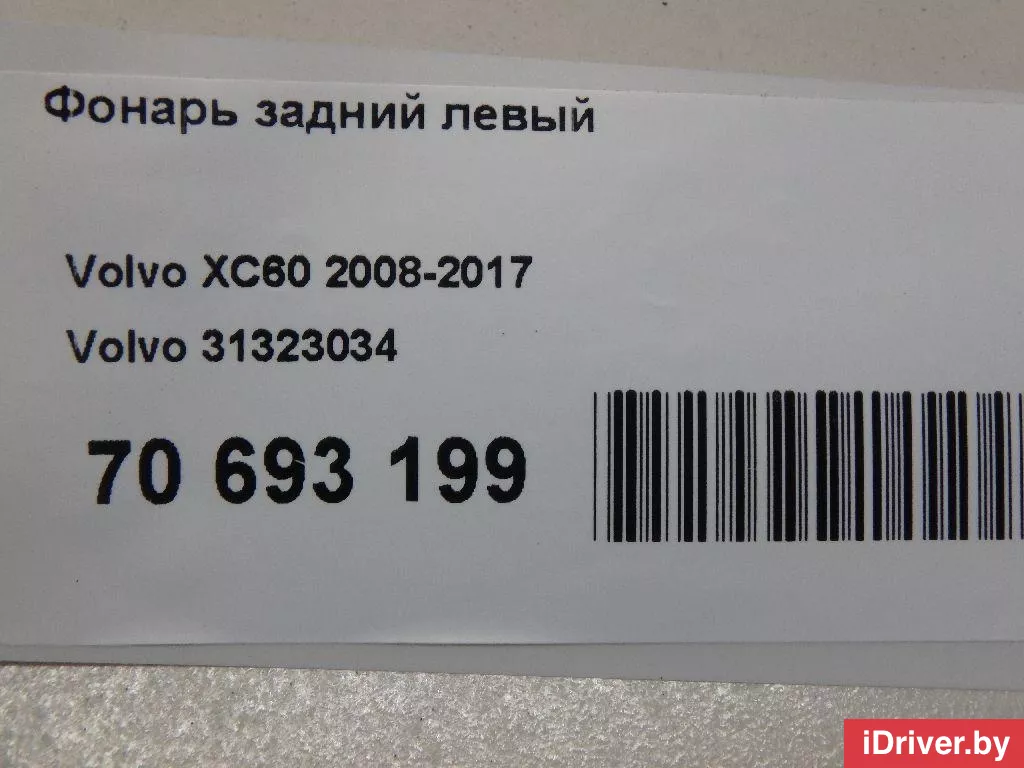 Фонарь задний левый
Volvo XC60 2008-2017
Volvo 31323034
70 693 199
iDriver.by